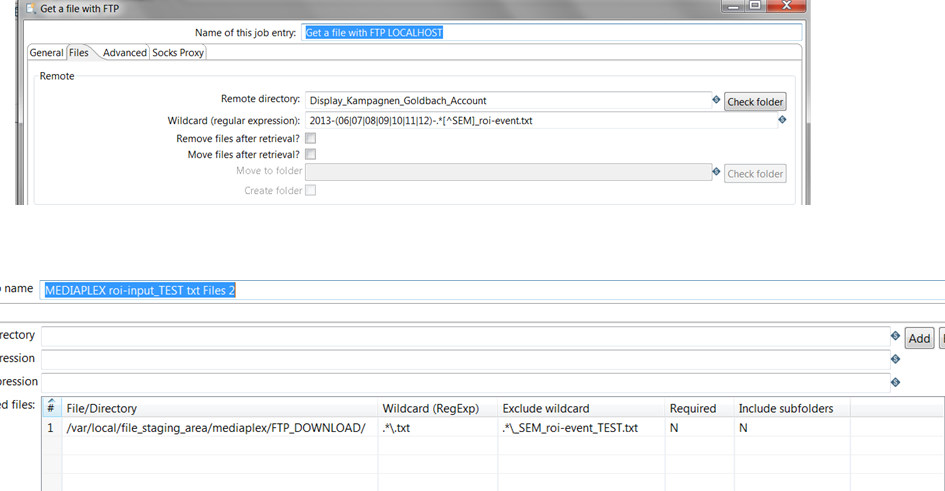 Get a file with FTP
Name of this job entry: Get a file with FTP LOCALHOST
General Files Advanced Socks Proxy
Remote
Remote directory: Display_Kampagnen_Goldbach_Account Check folder
Wildcard (regular expression): 2013-(06|07|08|09|10|11|12)-.*[^SEM]_roi-event.txt
Remove files after retrieval?
Move files after retrieval?
Move to folder Check folder
Create folder
name MEDIAPLEX roi-input_TEST txt Files 2
rectory Add
ression
pression
ed files: # File/Directory Wildcard (RegExp) Exclude wildcard Required Include subfolders
1 /var/local/file_staging_area/mediaplex/FTP_DOWNLOAD/ .*\.txt .*\_SEM_roi-event_TEST.txt N N